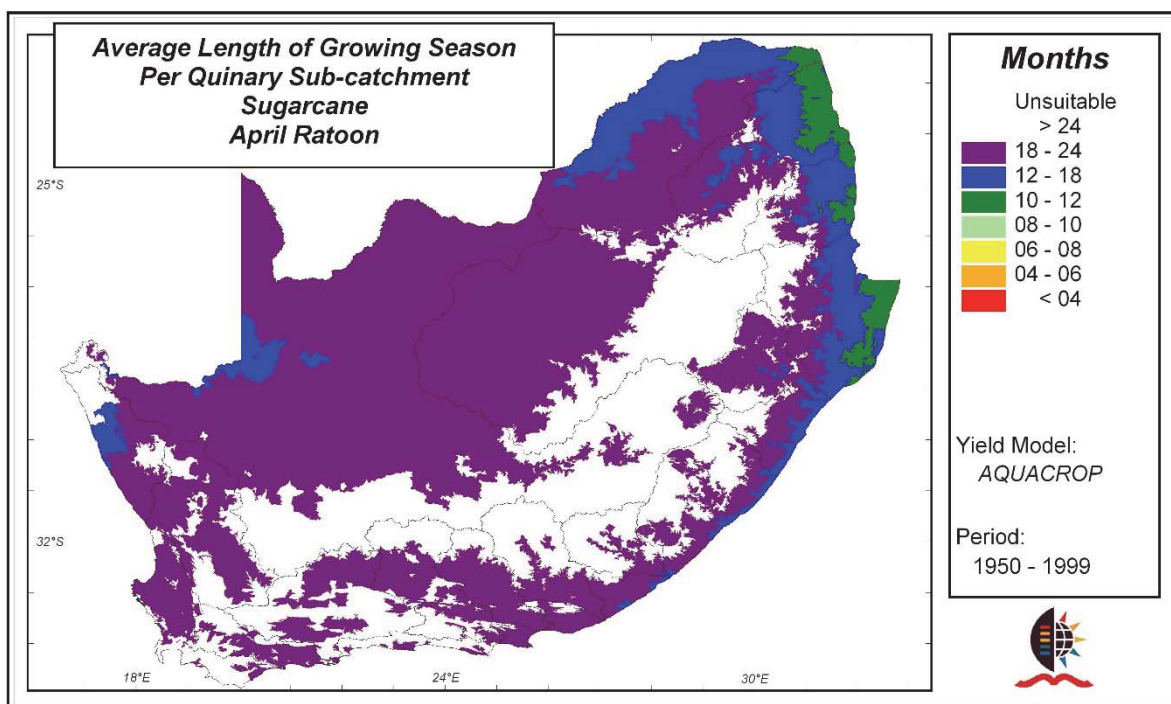 Average Length of Growing Season
Per Quinary Sub-catchment
Sugarcane
April Ratoon
25°S
32°S
18°E
24°E
30°E
Months
Unsuitable
> 24
18 - 24
12 - 18
10 - 12
08 - 10
06 - 08
04 - 06
< 04
Yield Model:
AQUACROP
Period:
1950 - 1999